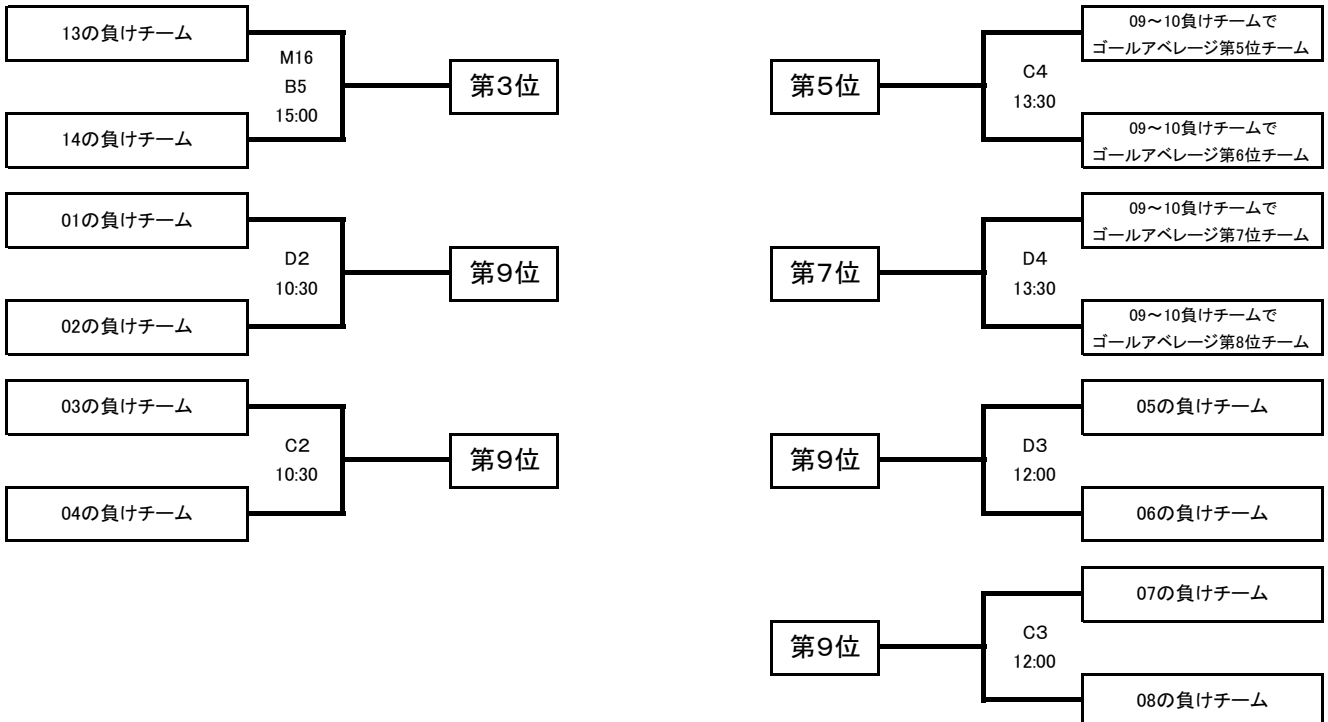 13の負けチーム
M16
B5
15:00
14の負けチーム
第3位
01の負けチーム
D2
10:30
02の負けチーム
第9位
03の負けチーム
C2
10:30
04の負けチーム
第9位
第5位
C4
13:30
09～10負けチームで
ゴールアベレージ第5位チーム
09～10負けチームで
ゴールアベレージ第6位チーム
第7位
D4
13:30
09～10負けチームで
ゴールアベレージ第7位チーム
09～10負けチームで
ゴールアベレージ第8位チーム
第9位
D3
12:00
05の負けチーム
06の負けチーム
第9位
C3
12:00
07の負けチーム
08の負けチーム